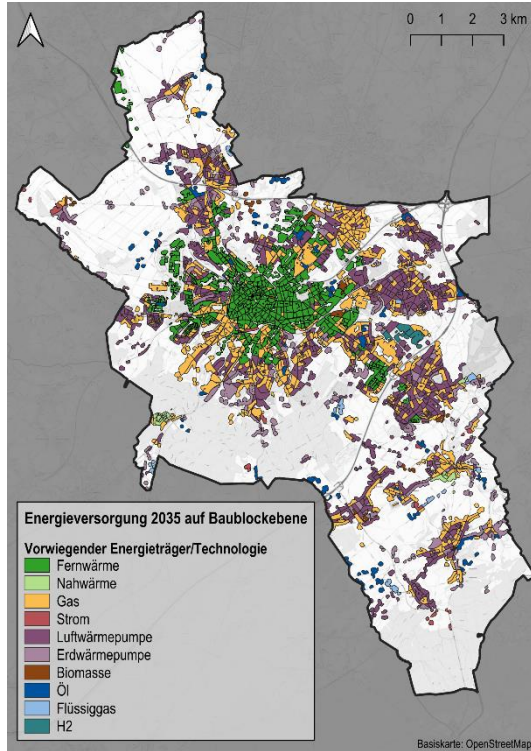 0 1 2 3 km
Energieversorgung 2035 auf Baublockebene
Vorwiegender Energieträger/Technologie
Fernwärme
Nahwärme
Gas
Strom
Luftwärmepumpe
Erdwärmepumpe
Biomasse
Öl
Flüssiggas
H2
Basiskarte: OpenStreetMap